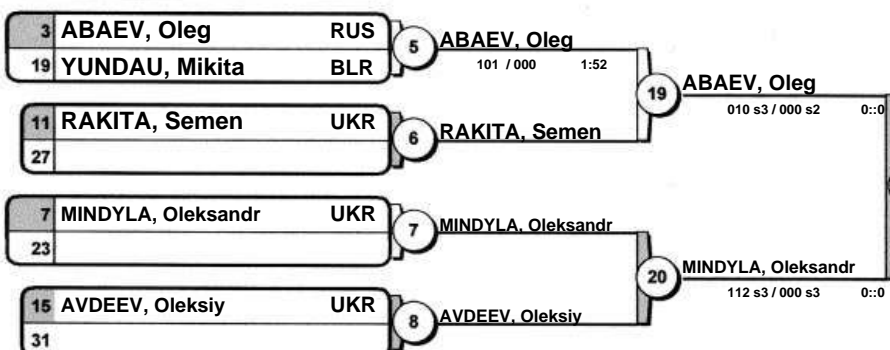 3 ABAEV, Oleg RUS
19 YUNDAU, Mikita BLR
5
ABAEV, Oleg
101 / 000 1:52
11 RAKITA, Semen UKR
27
6
RAKITA, Semen
19
ABAEV, Oleg
010 s3 / 000 s2 0::0
7 MINDYLA, Oleksandr UKR
23
7
MINDYLA, Oleksandr
15 AVDEEV, Oleksiy UKR
31
8
AVDEEV, Oleksiy
20
MINDYLA, Oleksandr
112 s3 / 000 s3 0::0